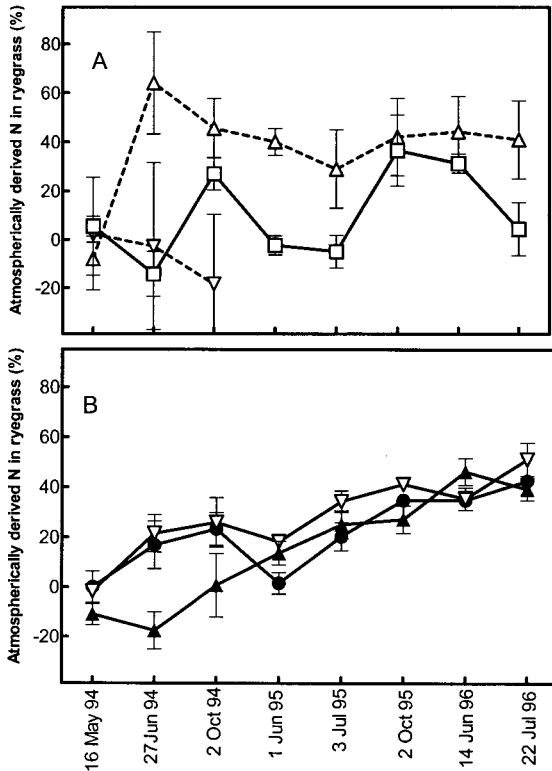 Atmospherically derived N in ryegrass (%)
A
80
60
40
20
0
-20
Atmospherically derived N in ryegrass (%)
B
80
60
40
20
0
-20
16 May 94
27 Jun 94
2 Oct 94
1 Jun 95
3 Jul 95
2 Oct 95
14 Jun 96
22 Jul 96